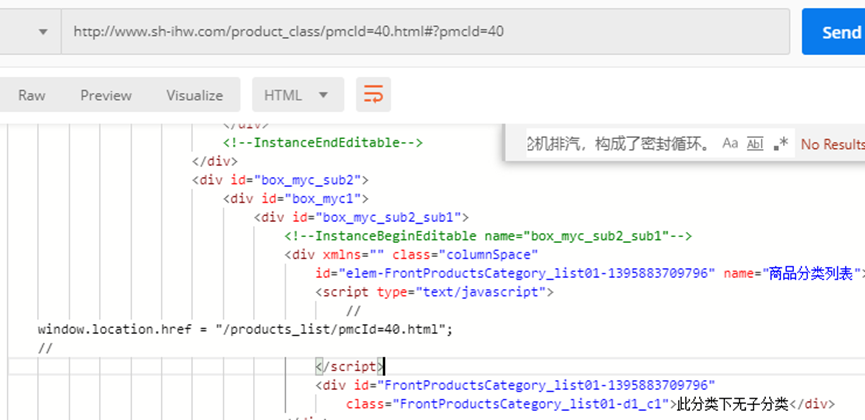 http://www.sh-ihw.com/product_class/pmcId=40.html#?pmcId=40
Send
Raw Preview Visualize HTML
</div>
<!--InstanceEndEditable-->
机排汽，构成了密封循环。 Aa Abl .* No Results
</div>
<div id="box_myc_sub2">
<div id="box_myc1">
<div id="box_myc_sub2_sub1">
<!--InstanceBeginEditable name="box_myc_sub2_sub1"-->
<div xmlns="" class="columnSpace"
id="elem-FrontProductsCategory_list01-1395883709796" name="商品分类列表">
<script type="text/javascript">
//
window.location.href = "/products_list/pmcId=40.html";
//
</script>
<div id="FrontProductsCategory_list01-1395883709796"
class="FrontProductsCategory_list01-d1_c1">此分类下无子分类</div>